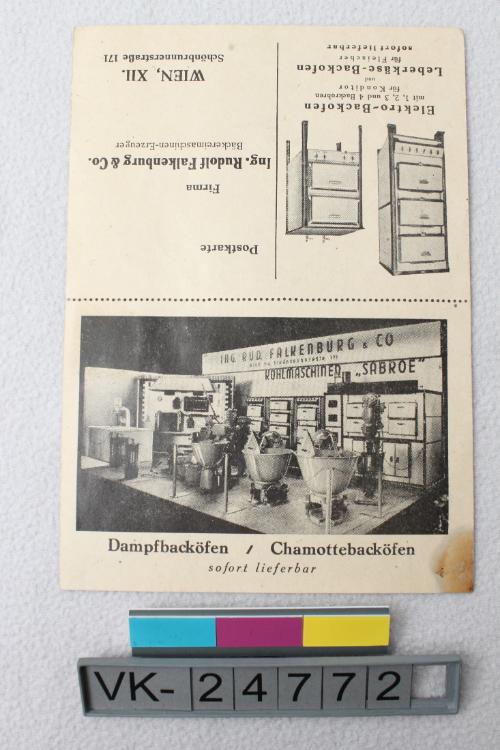 Postkarte
Firma
Ing. Rudolf Falkenburg & Co.
Bäckereimaschinen-Erzeuger
WIEN, XII.
Schönbrunnerstraße 171
Elektro-Backofen
mit 1, 2, 3 und 4 Backrohren
für Konditor
und
Leberkäse-Backofen
für Fleischer
sofort lieferbar
ING. RUD. FALKENBURG & CO
KÜHLMASCHINEN „SABROE"
Dampfbacköfen / Chamottebacköfen
sofort lieferbar
VK-24772